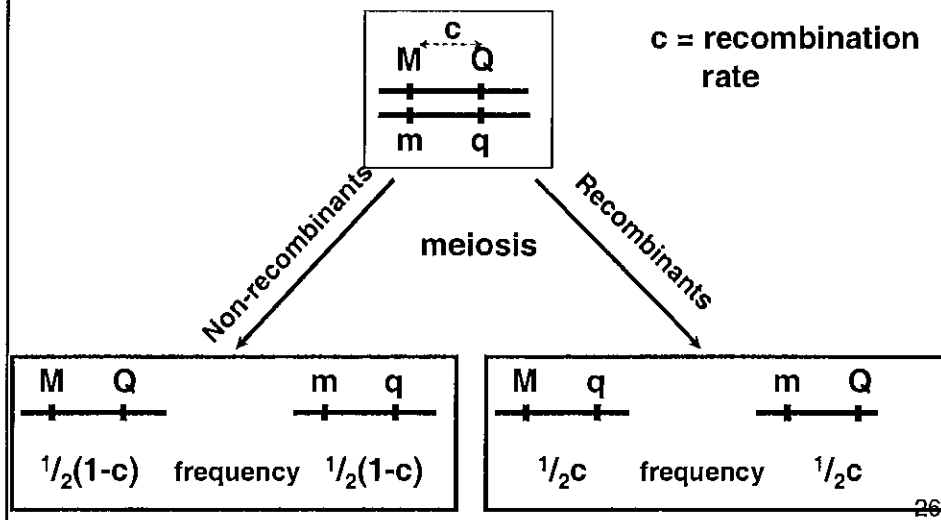 c
c = recombination
rate
M Q
m q
Non-recombinants
meiosis
Recombinants
M Q m q
½(1-c) frequency ½(1-c)
M q m Q
½c frequency ½c
26